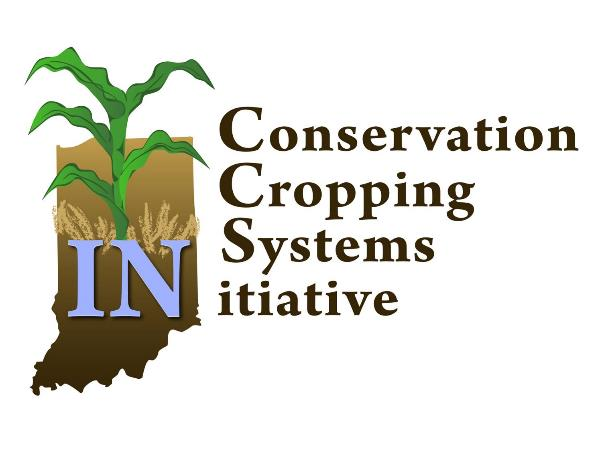 Conservation
Cropping
Systems
IN itiative